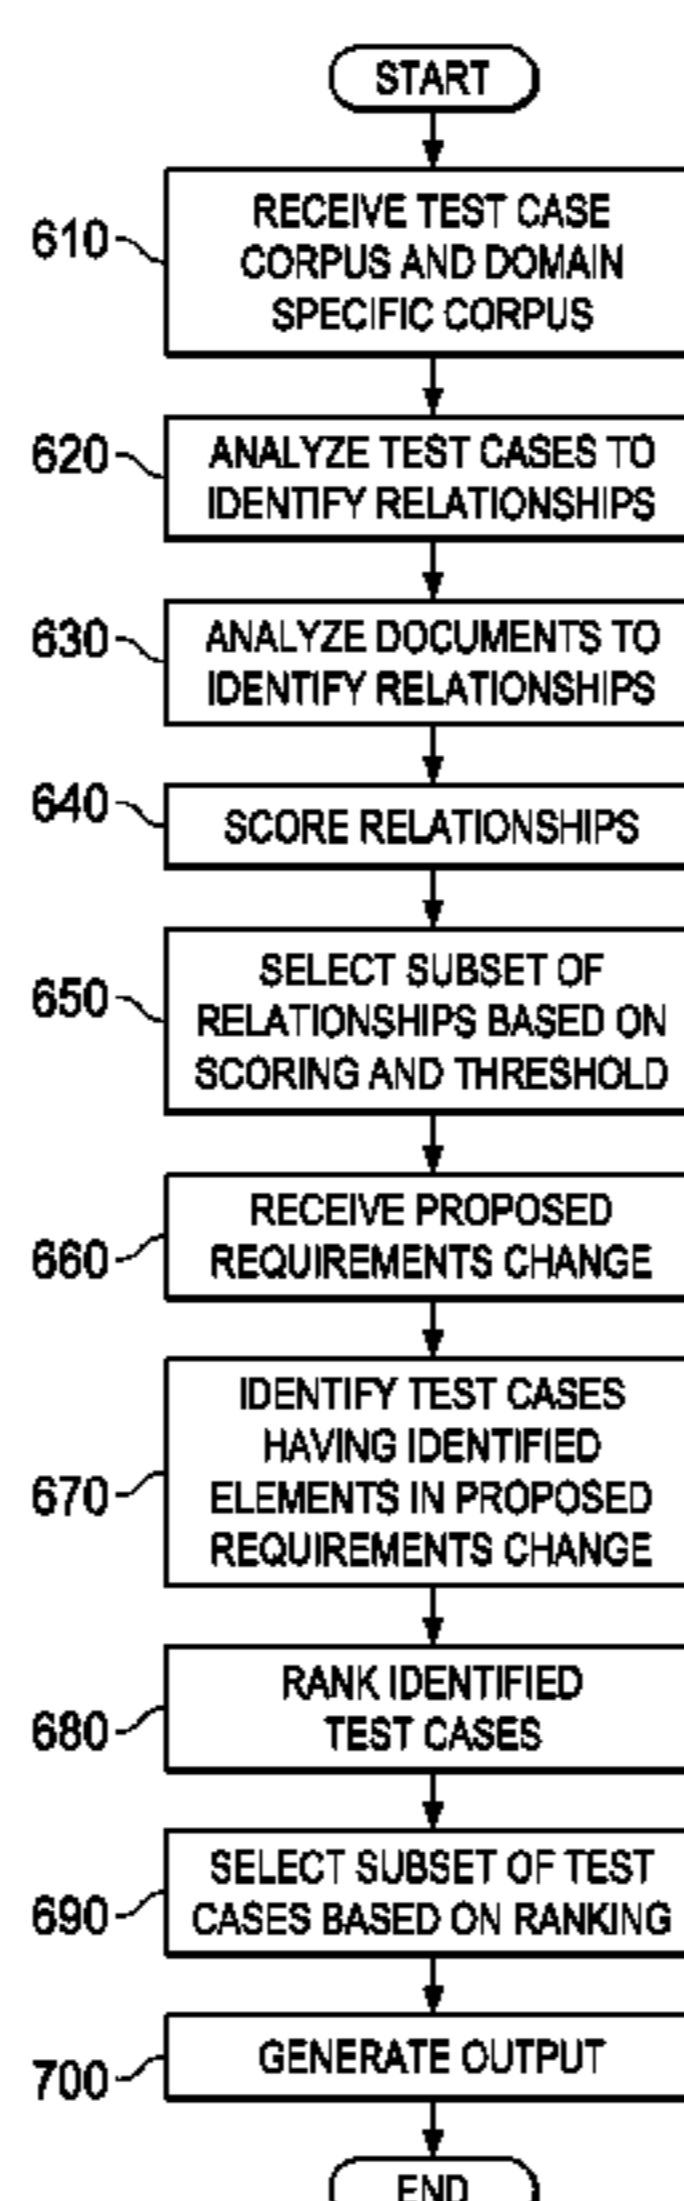 START
610
RECEIVE TEST CASE
CORPUS AND DOMAIN
SPECIFIC CORPUS
620
ANALYZE TEST CASES TO
IDENTIFY RELATIONSHIPS
630
ANALYZE DOCUMENTS TO
IDENTIFY RELATIONSHIPS
640
SCORE RELATIONSHIPS
650
SELECT SUBSET OF
RELATIONSHIPS BASED ON
SCORING AND THRESHOLD
660
RECEIVE PROPOSED
REQUIREMENTS CHANGE
670
IDENTIFY TEST CASES
HAVING IDENTIFIED
ELEMENTS IN PROPOSED
REQUIREMENTS CHANGE
680
RANK IDENTIFIED
TEST CASES
690
SELECT SUBSET OF TEST
CASES BASED ON RANKING
700
GENERATE OUTPUT
END